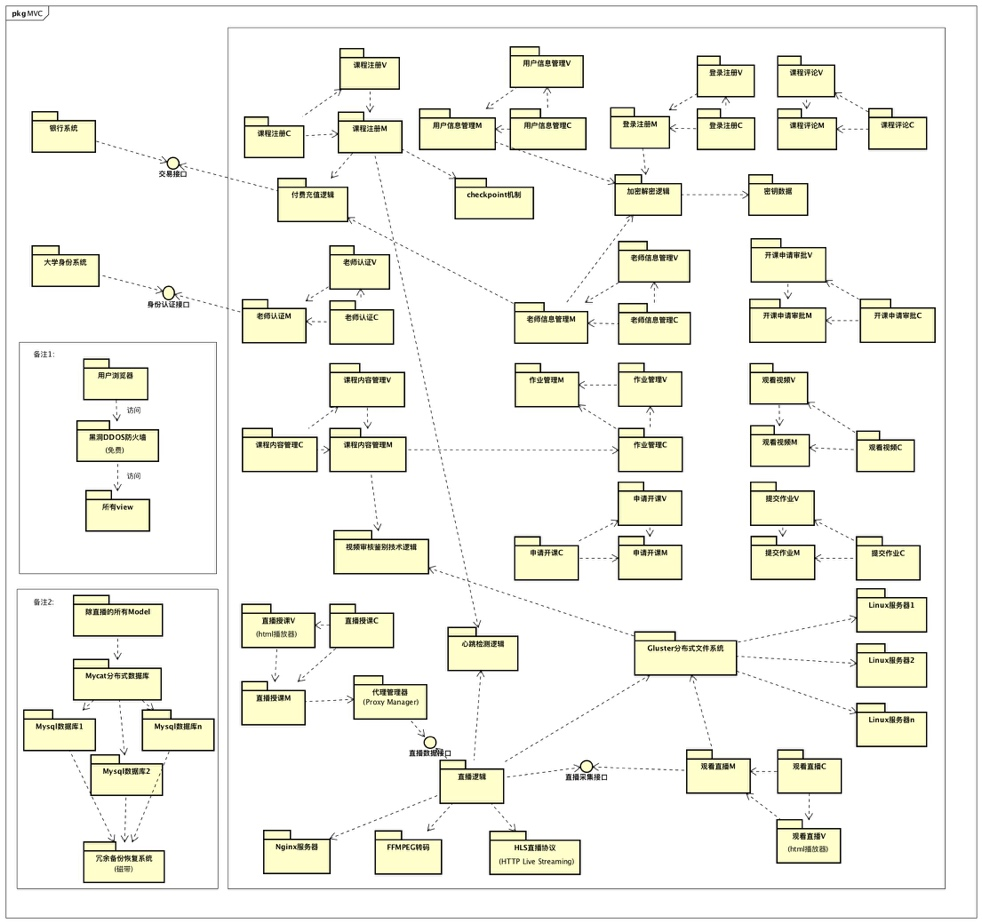 pkg MVC
课程注册V
用户信息管理V
登录注册V
课程评论V
银行系统
课程注册C
课程注册M
用户信息管理M
用户信息管理C
登录注册M
登录注册C
课程评论M
课程评论C
交易接口
付费充值逻辑
checkpoint机制
加密解密逻辑
密钥数据
大学身份系统
老师认证V
老师信息管理V
开课申请审批V
身份认证接口
老师认证M
老师认证C
老师信息管理M
老师信息管理C
开课申请审批M
开课申请审批C
备注1:
用户浏览器
访问
黑洞DDOS防火墙
(免费)
访问
所有view
课程内容管理V
作业管理M
作业管理V
观看视频V
课程内容管理C
课程内容管理M
作业管理C
观看视频M
观看视频C
申请开课V
提交作业V
视频审核鉴别技术逻辑
申请开课C
申请开课M
提交作业M
提交作业C
备注2:
除直播的所有Model
Mycat分布式数据库
Mysql数据库1
Mysql数据库n
Mysql数据库2
冗余备份恢复系统
(磁带)
直播授课V
(html播放器)
直播授课C
心跳检测逻辑
Gluster分布式文件系统
Linux服务器1
Linux服务器2
Linux服务器n
直播授课M
代理管理器
(Proxy Manager)
直播数据接口
直播逻辑
直播采集接口
观看直播M
观看直播C
观看直播V
(html播放器)
Nginx服务器
FFMPEG转码
HLS直播协议
(HTTP Live Streaming)